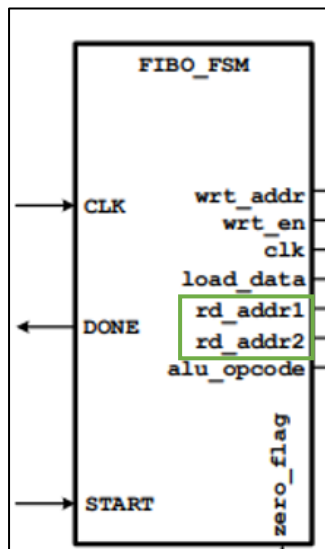 FIBO_FSM
wrt_addr
CLK
wrt_en
clk
load_data
rd_addr1
DONE
rd_addr2
alu_opcode
zero_flag
START